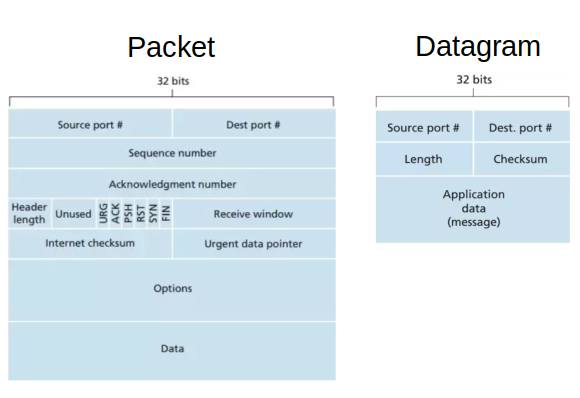 Packet
32 bits
Source port #
Dest port #
Sequence number
Acknowledgment number
Header
length
Unused
URG
ACK
PSH
RST
SYN
FIN
Receive window
Internet checksum
Urgent data pointer
Options
Data
Datagram
32 bits
Source port #
Dest. port #
Length
Checksum
Application
data
(message)